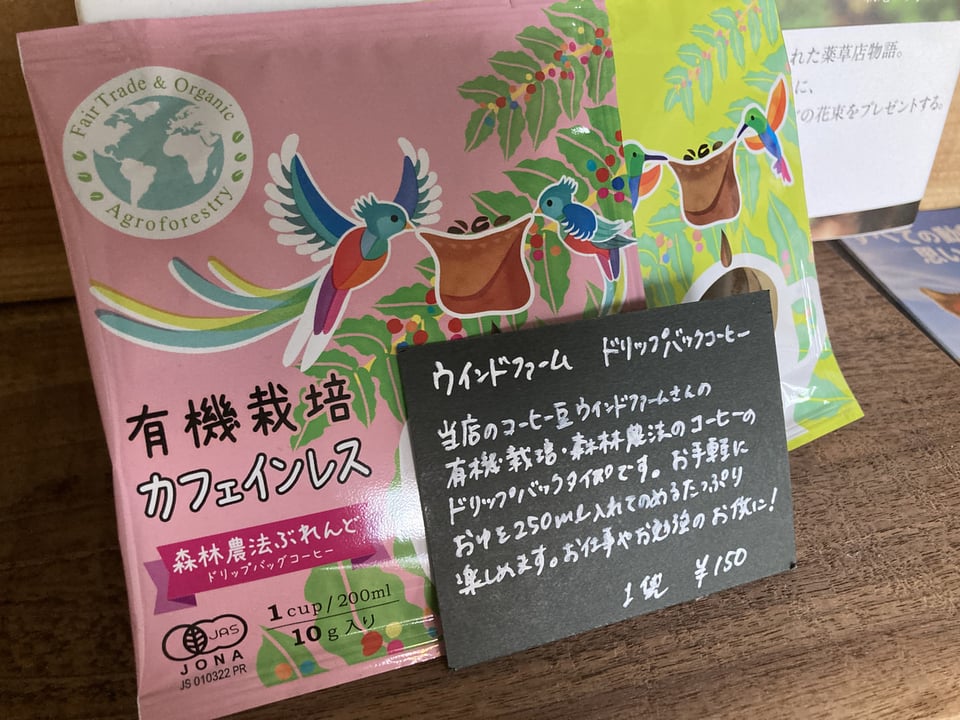 FairTrade & Organic
Agroforestry
有機栽培
カフェインレス
森林農法ぶれんど
ドリップバッグコーヒー
1 cup/200ml
10g入り
JAS
JONA
JS 010322 PR
ウインドファーム ドリップバックコーヒー
当店のコーヒー豆ウインドファームさんの
有機・栽培・森林農法のコーヒーの
ドリップバックタイプです。お手軽に
おゆを250ml入れてのめるたっぷり
楽しめます。お仕事やお勉強のお供に!
1袋 ¥150
れた薬草店物語。
に、
の花束をプレゼントする。
すべての